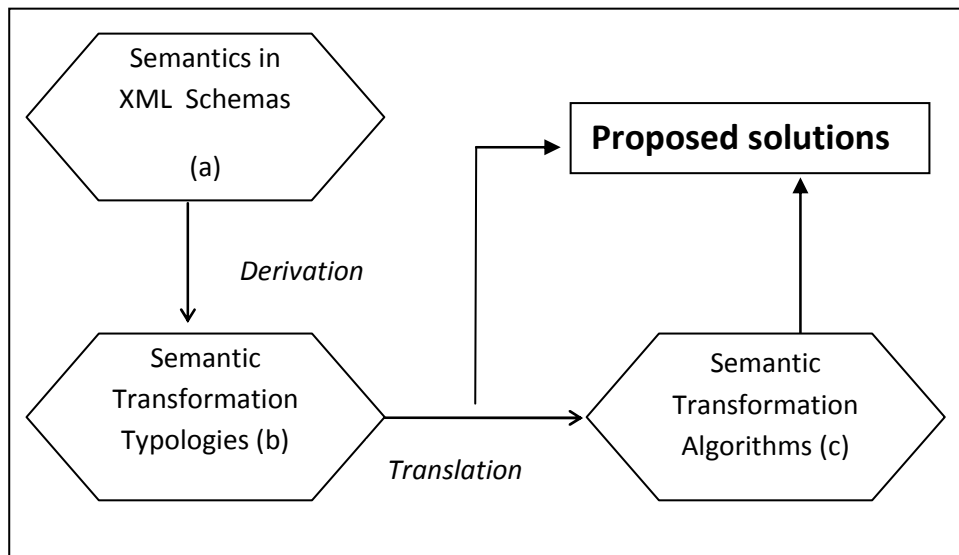 Semantics in
XML Schemas
(a)
Proposed solutions
Derivation
Semantic
Transformation
Typologies (b)
Translation
Semantic
Transformation
Algorithms (c)